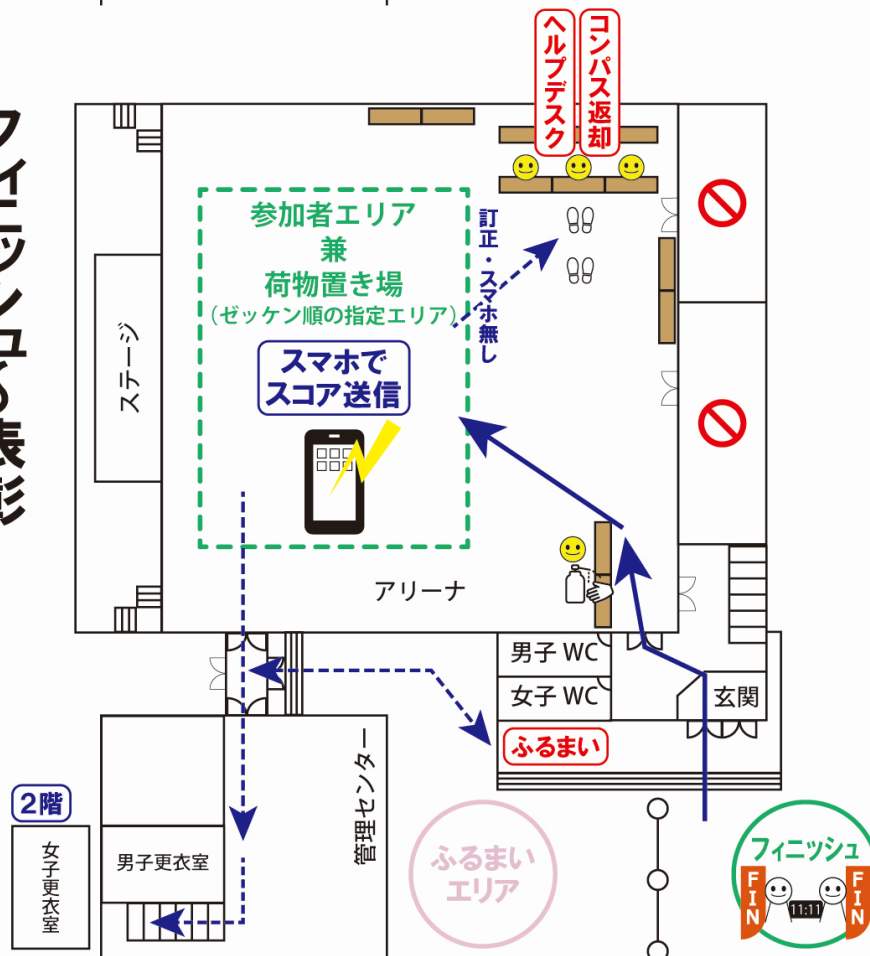 フィニッシュ&表彰
ヘルプデスク
コンパス返却
参加者エリア
兼
荷物置き場
(ゼッケン順の指定エリア)
訂正・スマホ無し
スマホで
スコア送信
ステージ
アリーナ
男子 WC
女子 WC
玄関
ふるまい
管理センター
2階
女子更衣室
男子更衣室
ふるまい
エリア
フィニッシュ
FIN
11:11
FIN